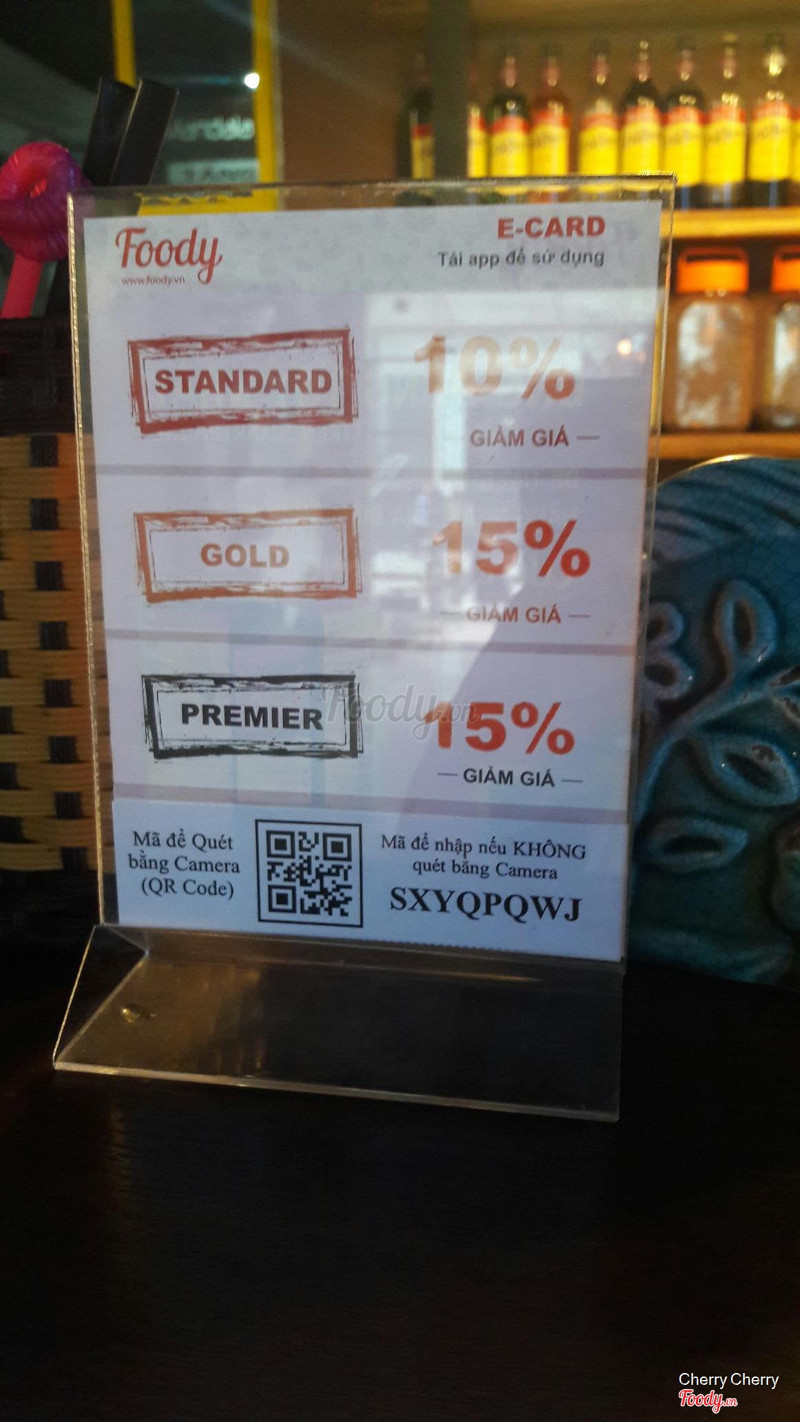 Foody
www.foody.vn
E-CARD
Tải app để sử dụng
STANDARD
10%
GIẢM GIÁ
GOLD
15%
GIẢM GIÁ
PREMIER
15%
GIẢM GIÁ
Foody.vn
Mã để Quét
bằng Camera
(QR Code)
Mã để nhập nếu KHÔNG
quét bằng Camera
SXYQPQWJ
Cherry Cherry
Foody.vn